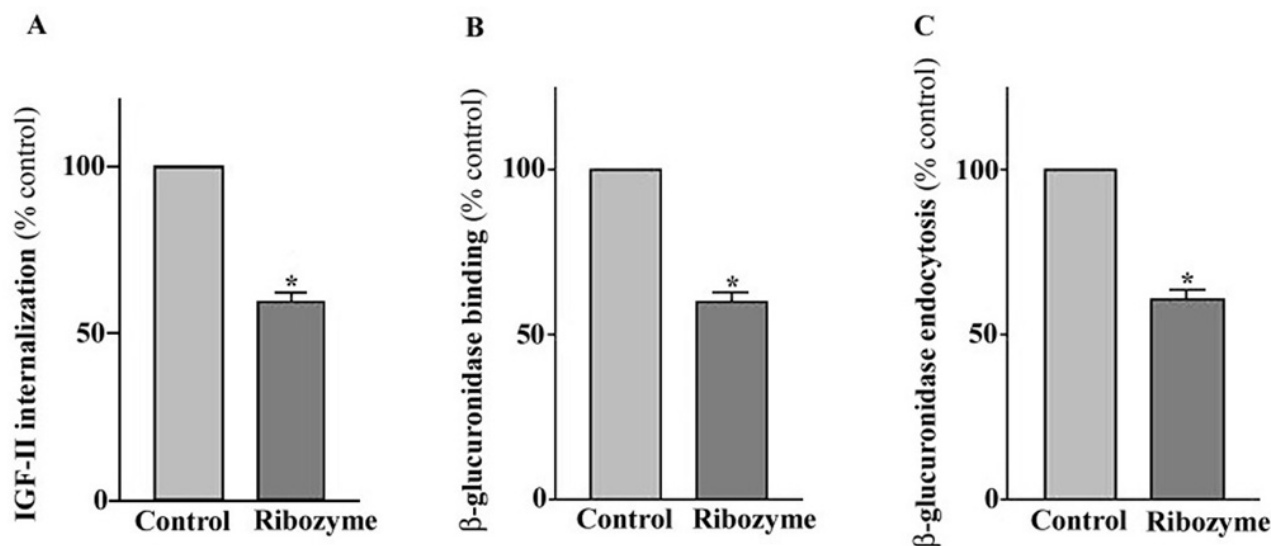 A
IGF-II internalization (% control)
100
50
0
*
Control Ribozyme
B
β-glucuronidase binding (% control)
100
50
0
*
Control Ribozyme
C
β-glucuronidase endocytosis (% control)
100
50
0
*
Control Ribozyme